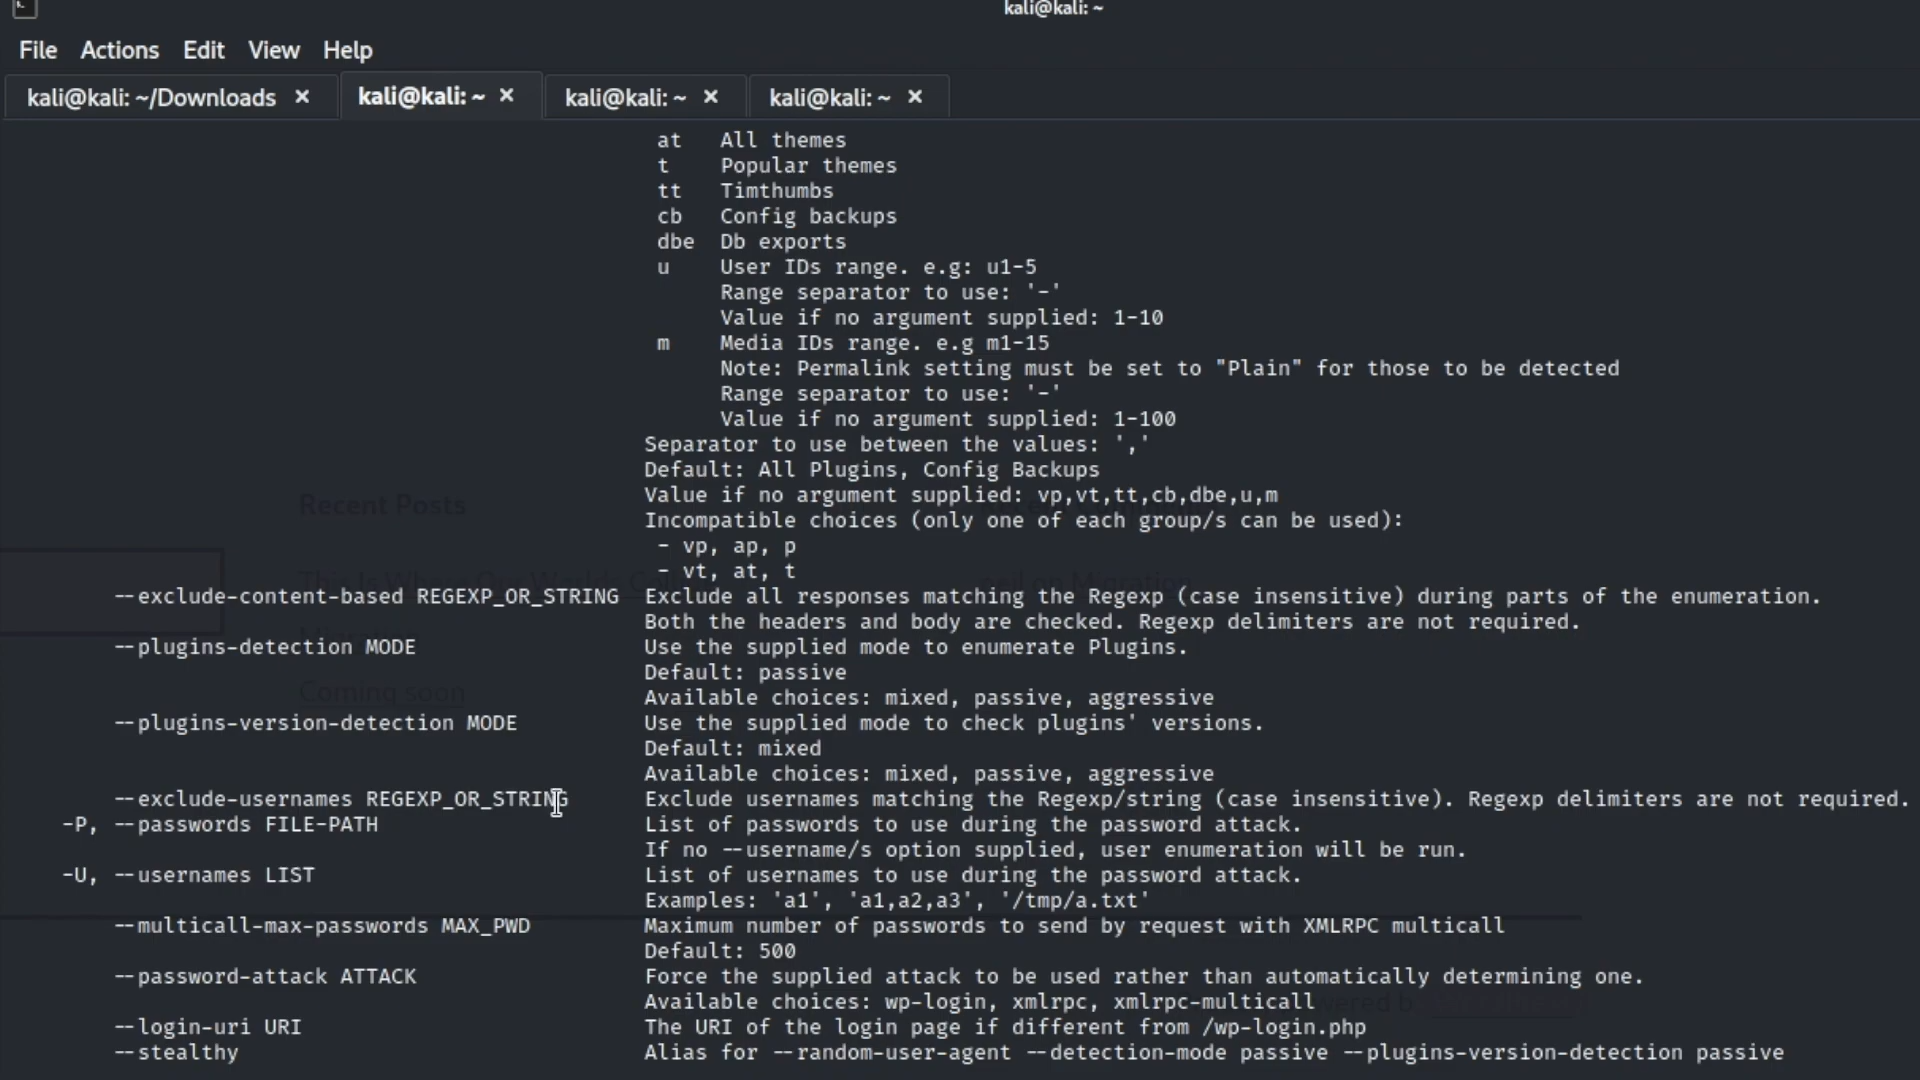 kali@kali: ~
File Actions Edit View Help
kali@kali: ~/Downloads × kali@kali: ~ × kali@kali: ~ × kali@kali: ~ ×
at All themes
t Popular themes
tt Timthumbs
cb Config backups
dbe Db exports
u User IDs range. e.g: u1-5
Range separator to use: '-'
Value if no argument supplied: 1-10
m Media IDs range. e.g m1-15
Note: Permalink setting must be set to "Plain" for those to be detected
Range separator to use: '-'
Value if no argument supplied: 1-100
Separator to use between the values: ','
Default: All Plugins, Config Backups
Recent Posts
Value if no argument supplied: vp,vt,tt,cb,dbe,u,m
Incompatible choices (only one of each group/s can be used):
- vp, ap, p
- vt, at, t
This Is Where Our Worlds
on Migration
--exclude-content-based REGEXP_OR_STRING Exclude all responses matching the Regexp (case insensitive) during parts of the enumeration.
Both the headers and body are checked. Regexp delimiters are not required.
--plugins-detection MODE Use the supplied mode to enumerate Plugins.
Default: passive
Coming soon
Available choices: mixed, passive, aggressive
--plugins-version-detection MODE Use the supplied mode to check plugins' versions.
Default: mixed
Available choices: mixed, passive, aggressive
--exclude-usernames REGEXP_OR_STRING Exclude usernames matching the Regexp/string (case insensitive). Regexp delimiters are not required.
-P, --passwords FILE-PATH List of passwords to use during the password attack.
If no --username/s option supplied, user enumeration will be run.
-U, --usernames LIST List of usernames to use during the password attack.
Examples: 'a1', 'a1,a2,a3', '/tmp/a.txt'
--multicall-max-passwords MAX_PWD Maximum number of passwords to send by request with XMLRPC multicall
Default: 500
--password-attack ATTACK Force the supplied attack to be used rather than automatically determining one.
Available choices: wp-login, xmlrpc, xmlrpc-multicall
--login-uri URI The URI of the login page if different from /wp-login.php
--stealthy Alias for --random-user-agent --detection-mode passive --plugins-version-detection passive